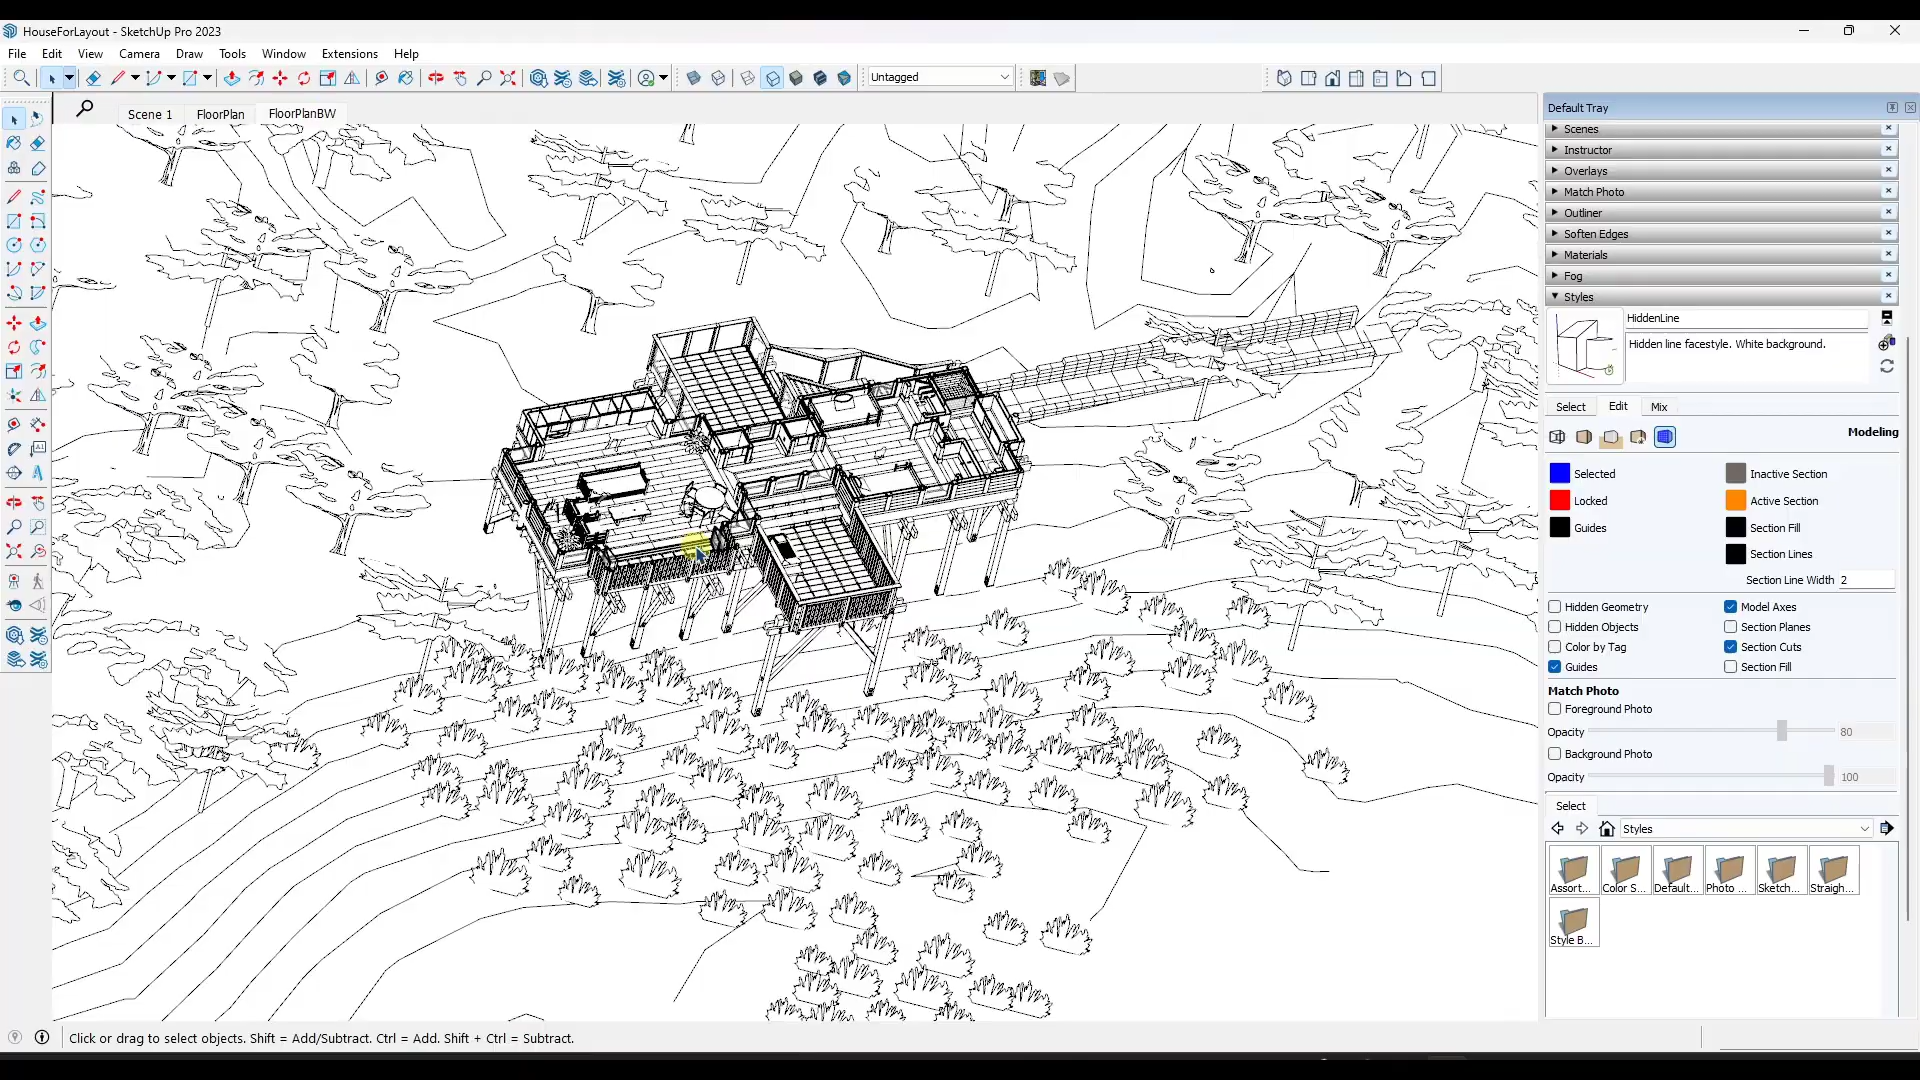 HouseForLayout - SketchUp Pro 2023
File Edit View Camera Draw Tools Window Extensions Help
Untagged
Scene 1 FloorPlan FloorPlanBW
Default Tray
Scenes
Instructor
Overlays
Match Photo
Outliner
Soften Edges
Materials
Fog
Styles
HiddenLine
Hidden line facestyle. White background.
Select Edit Mix
Modeling
Selected Inactive Section
Locked Active Section
Guides Section Fill
Section Lines
Section Line Width 2
Hidden Geometry Model Axes
Hidden Objects Section Planes
Color by Tag Section Cuts
Guides Section Fill
Match Photo
Foreground Photo
Opacity 80
Background Photo
Opacity 100
Select
Styles
Assort... Color S... Default... Photo ... Sketch... Straigh...
Style B...
Click or drag to select objects. Shift = Add/Subtract. Ctrl = Add. Shift + Ctrl = Subtract.